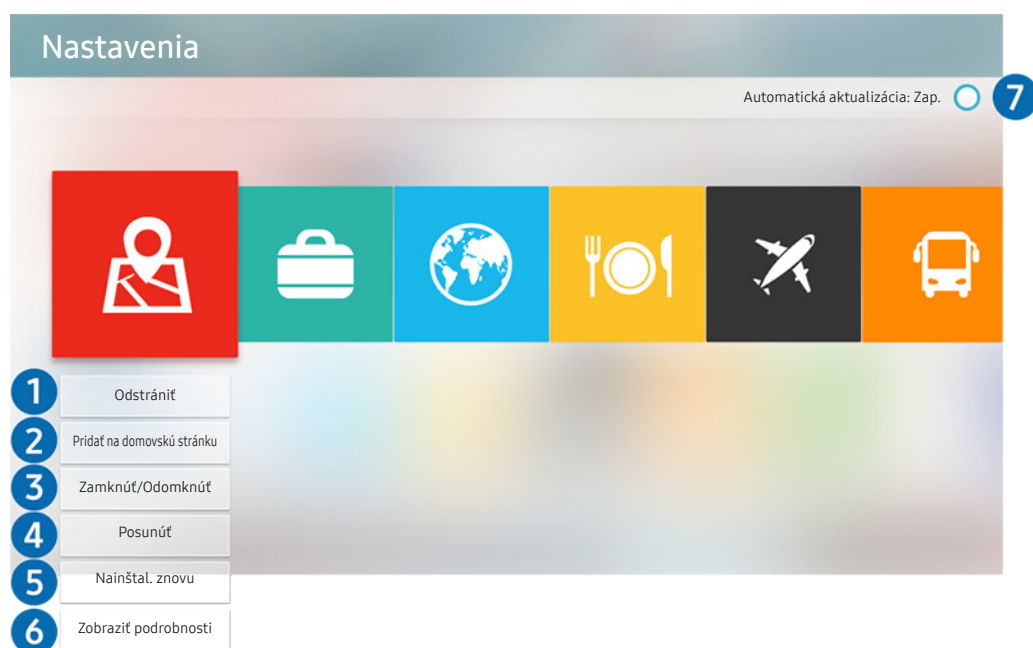 Nastavenia
Automatická aktualizácia: Zap.
7
1
Odstrániť
2
Pridať na domovskú stránku
3
Zamknúť/Odomknúť
4
Posunúť
5
Nainštal. znovu
6
Zobraziť podrobnosti